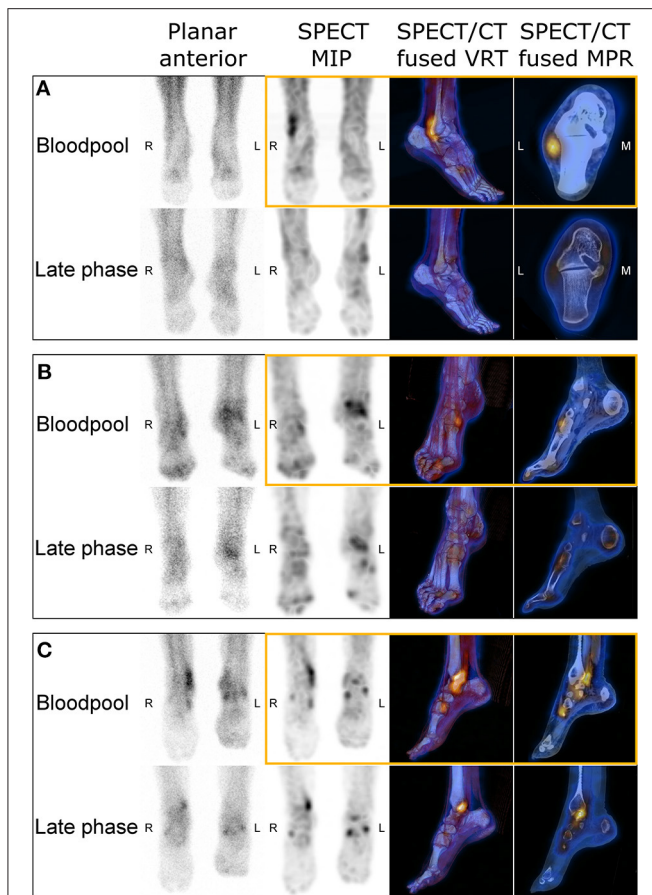 Planar anterior
SPECT MIP
SPECT/CT fused VRT
SPECT/CT fused MPR
A
Bloodpool
R
L
R
L
L
M
Late phase
R
L
R
L
L
M
B
Bloodpool
R
L
R
L
Late phase
R
L
R
L
C
Bloodpool
R
L
R
L
Late phase
R
L
R
L